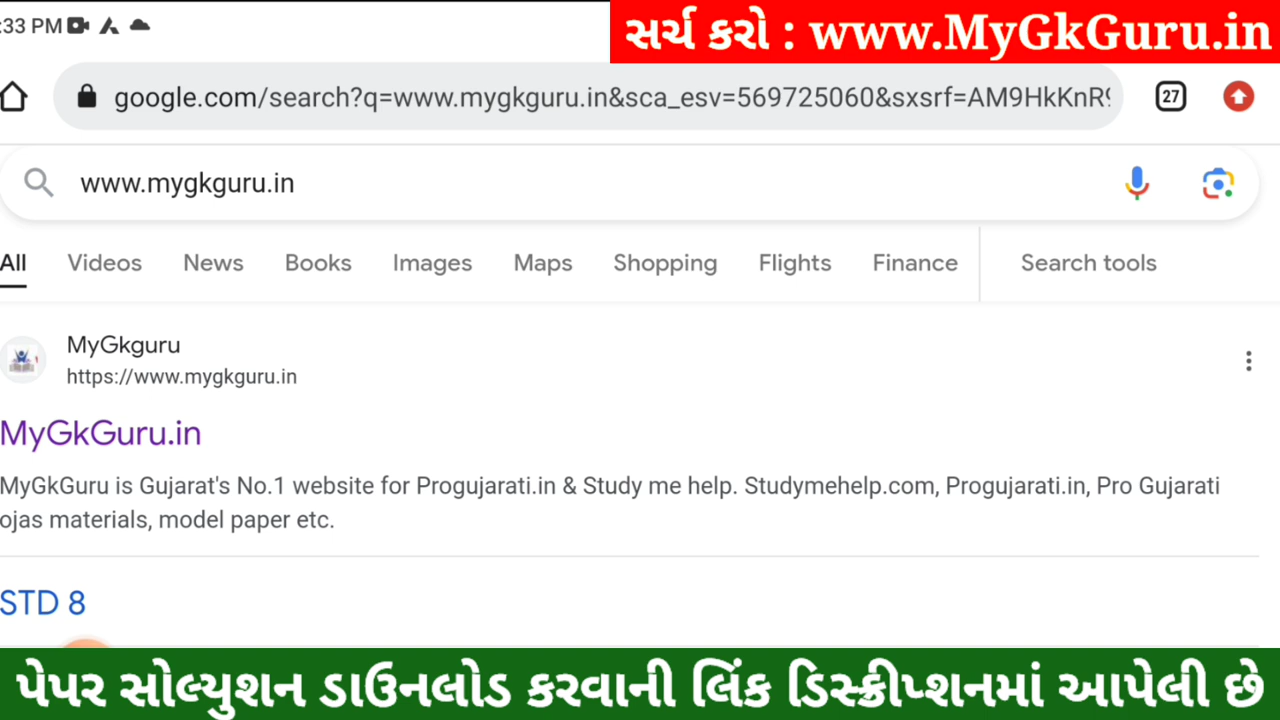 :33 PM
સર્ચ કરો : www.MyGkGuru.in
google.com/search?q=www.mygkguru.in&sca_esv=569725060&sxsrf=AM9HkKnR9
27
www.mygkguru.in
All Videos News Books Images Maps Shopping Flights Finance Search tools
MyGkguru
https://www.mygkguru.in
MyGkGuru.in
MyGkGuru is Gujarat's No.1 website for Progujarati.in & Study me help. Studymehelp.com, Progujarati.in, Pro Gujarati
ojas materials, model paper etc.
STD 8
પેપર સોલ્યુશન ડાઉનલોડ કરવાની લિંક ડિસ્ક્રીપ્શનમાં આપેલી છે